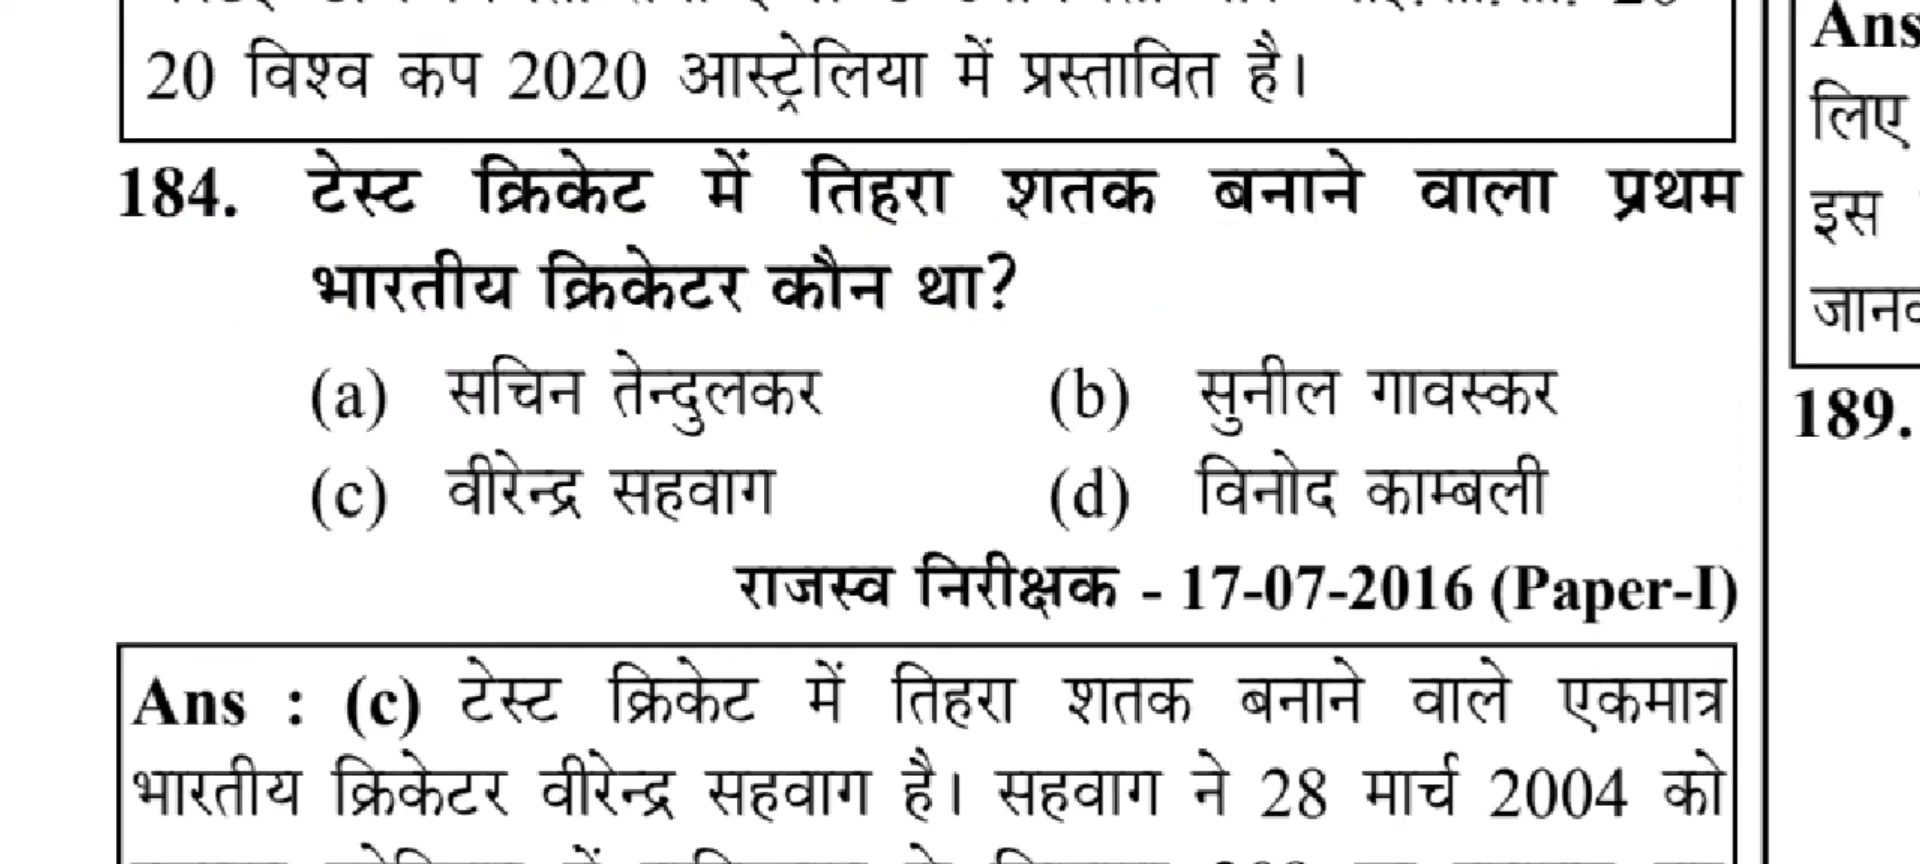 20 विश्व कप 2020 आस्ट्रेलिया में प्रस्तावित है।
184. टेस्ट क्रिकेट में तिहरा शतक बनाने वाला प्रथम
भारतीय क्रिकेटर कौन था?
(a) सचिन तेन्दुलकर (b) सुनील गावस्कर
(c) वीरेन्द्र सहवाग (d) विनोद काम्बली
राजस्व निरीक्षक - 17-07-2016 (Paper-I)
Ans : (c) टेस्ट क्रिकेट में तिहरा शतक बनाने वाले एकमात्र
भारतीय क्रिकेटर वीरेन्द्र सहवाग है। सहवाग ने 28 मार्च 2004 को
Ans
लिए
इस
189.